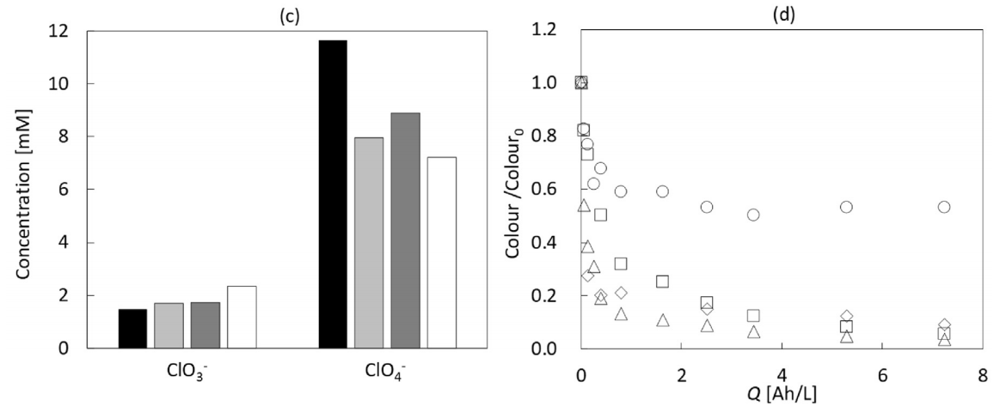 (c)
12
10
8
6
4
2
0
Concentration [mM]
ClO₃⁻
ClO₄⁻
(d)
1.2
1.0
0.8
0.6
0.4
0.2
0.0
Colour /Colour₀
0
2
4
6
8
Q [Ah/L]